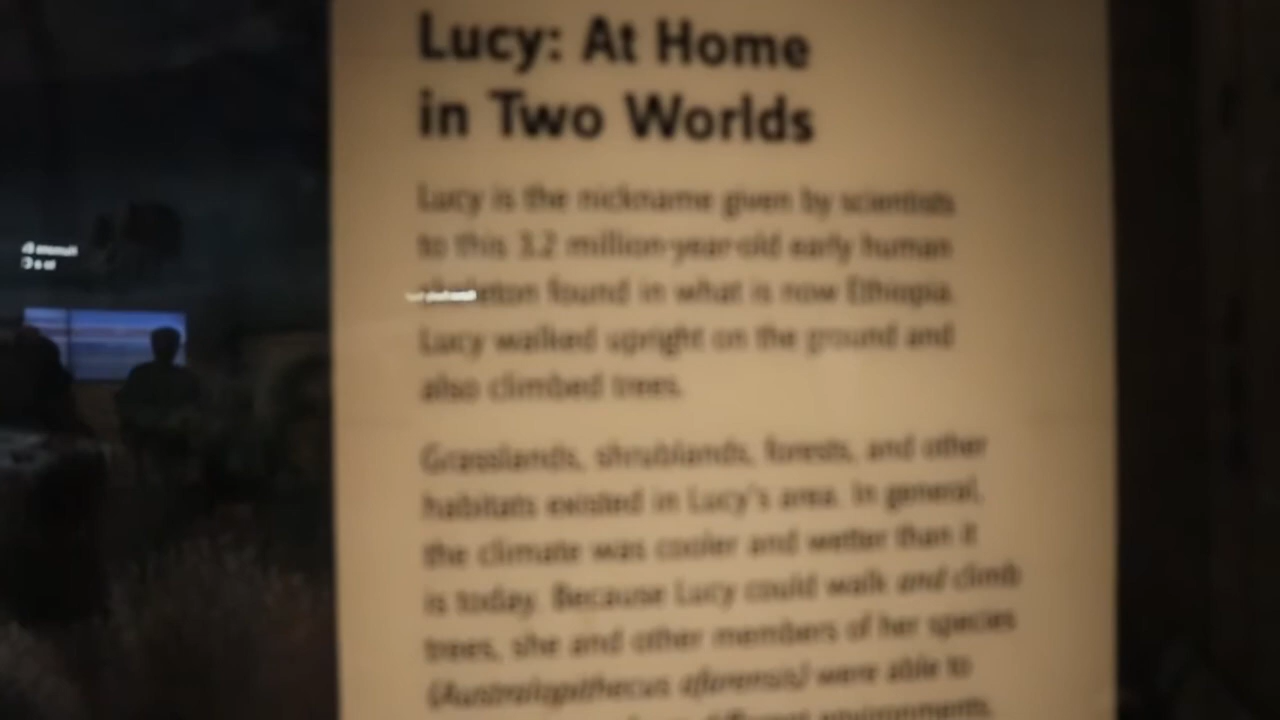 Lucy: At Home
in Two Worlds
Lucy is the nickname given by scientists
to this 3.2 million-year-old early human
skeleton found in what is now Ethiopia.
Lucy walked upright on the ground and
also climbed trees.
Grasslands, shrublands, forests, and other
habitats existed in Lucy's area. In general,
the climate was cooler and wetter than it
is today. Because Lucy could walk and climb
trees, she and other members of her species
(Australopithecus afarensis) were able to
different environments.